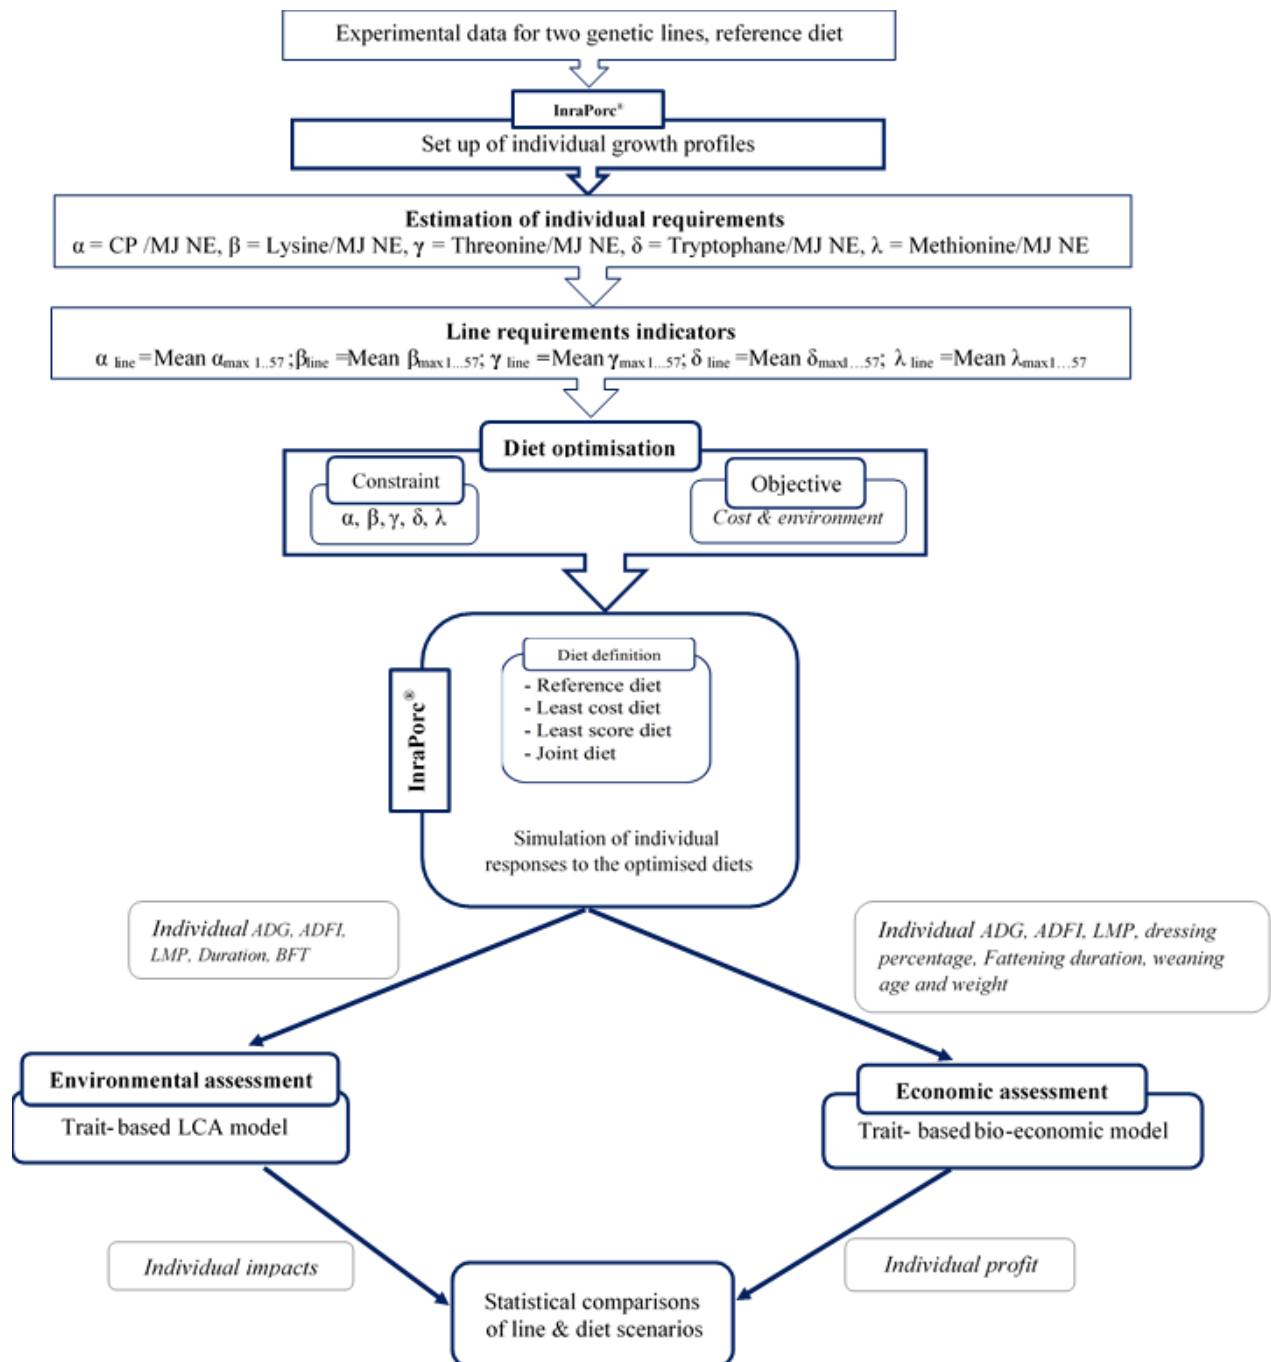 Experimental data for two genetic lines, reference diet
InraPorc®
Set up of individual growth profiles
Estimation of individual requirements
α = CP /MJ NE, β = Lysine/MJ NE, γ = Threonine/MJ NE, δ = Tryptophane/MJ NE, λ = Methionine/MJ NE
Line requirements indicators
α line =Mean αmax 1..57 ;βline =Mean βmax1...57; γ line =Mean γmax1...57; δ line =Mean δmax1…57; λ line =Mean λmax1…57
Diet optimisation
Constraint
α, β, γ, δ, λ
Objective
Cost & environment
InraPorc®
Diet definition
- Reference diet
- Least cost diet
- Least score diet
- Joint diet
Simulation of individual
responses to the optimised diets
Individual ADG, ADFI,
LMP, Duration, BFT
Individual ADG, ADFI, LMP, dressing
percentage, Fattening duration, weaning
age and weight
Environmental assessment
Trait- based LCA model
Economic assessment
Trait- based bio-economic model
Individual impacts
Individual profit
Statistical comparisons
of line & diet scenarios